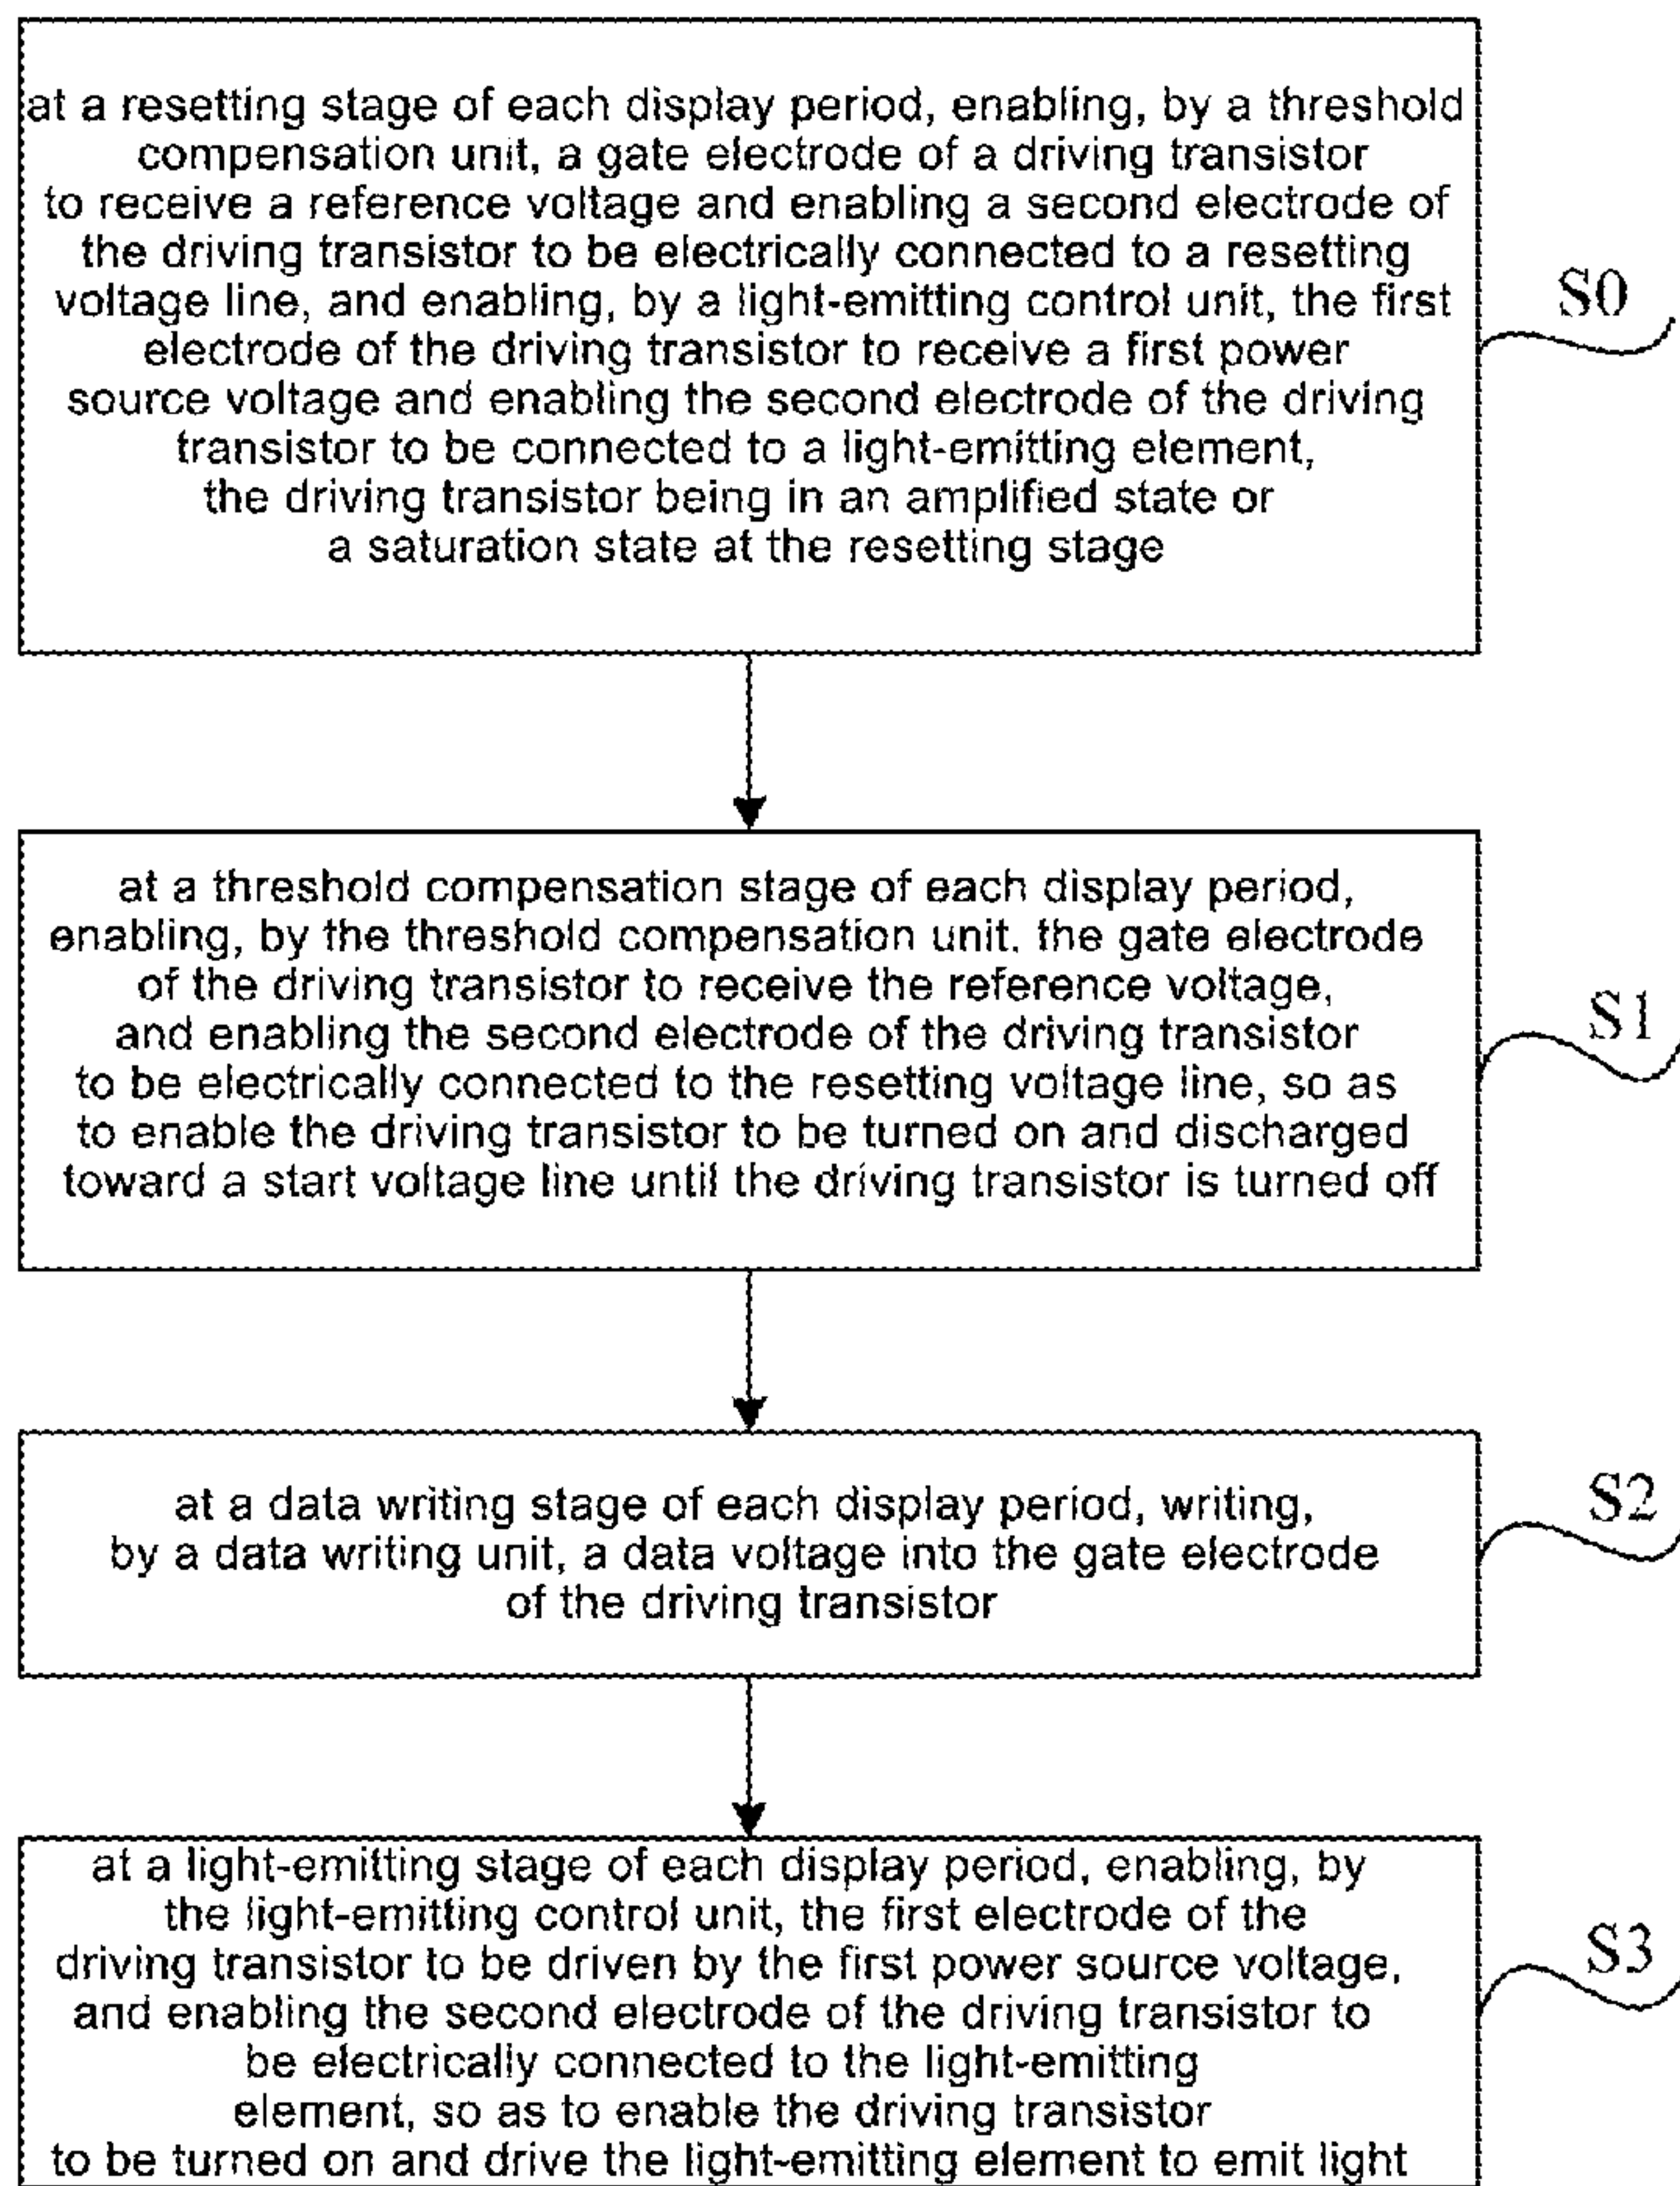 at a resetting stage of each display period, enabling, by a threshold
compensation unit, a gate electrode of a driving transistor
to receive a reference voltage and enabling a second electrode of
the driving transistor to be electrically connected to a resetting
voltage line, and enabling, by a light-emitting control unit, the first
electrode of the driving transistor to receive a first power
source voltage and enabling the second electrode of the driving
transistor to be connected to a light-emitting element,
the driving transistor being in an amplified state or
a saturation state at the resetting stage
S0
at a threshold compensation stage of each display period,
enabling, by the threshold compensation unit, the gate electrode
of the driving transistor to receive the reference voltage,
and enabling the second electrode of the driving transistor
to be electrically connected to the resetting voltage line, so as
to enable the driving transistor to be turned on and discharged
toward a start voltage line until the driving transistor is turned off
S1
at a data writing stage of each display period, writing,
by a data writing unit, a data voltage into the gate electrode
of the driving transistor
S2
at a light-emitting stage of each display period, enabling, by
the light-emitting control unit, the first electrode of the
driving transistor to be driven by the first power source voltage,
and enabling the second electrode of the driving transistor to
be electrically connected to the light-emitting
element, so as to enable the driving transistor
to be turned on and drive the light-emitting element to emit light
S3